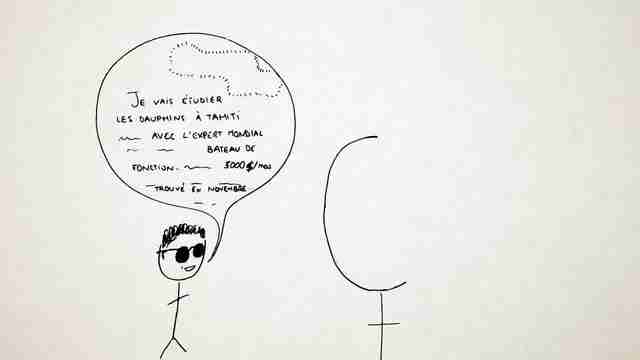 JE VAIS ÉTUDIER
LES DAUPHINS À TAHITI
AVEC L'EXPERT MONDIAL
BATEAU DE
FONCTION. 3000$/mois
TROUVÉ EN NOVEMBRE